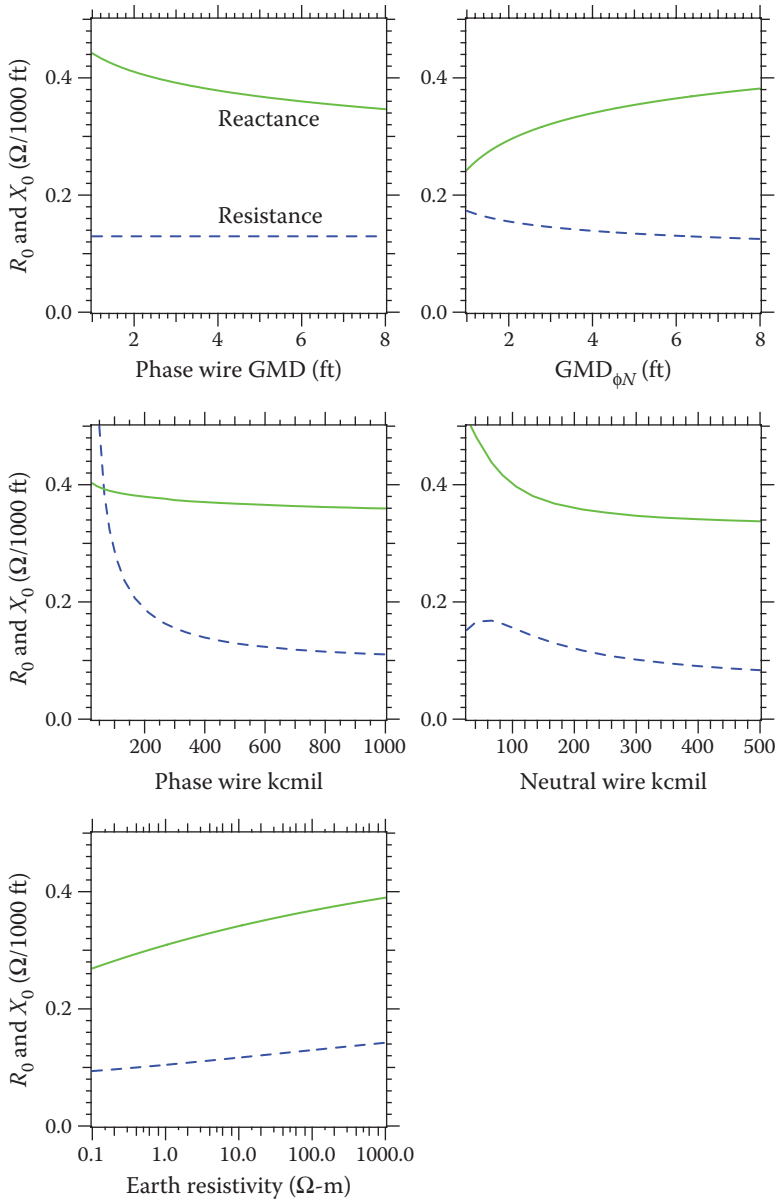 R0 and X0 (Ω/1000 ft)
0.4
0.2
0.0
Reactance
Resistance
2 4 6 8
Phase wire GMD (ft)
0.4
0.2
0.0
2 4 6 8
GMDϕN (ft)
R0 and X0 (Ω/1000 ft)
0.4
0.2
0.0
200 400 600 800 1000
Phase wire kcmil
0.4
0.2
0.0
100 200 300 400 500
Neutral wire kcmil
R0 and X0 (Ω/1000 ft)
0.4
0.2
0.0
0.1 1.0 10.0 100.0 1000.0
Earth resistivity (Ω-m)